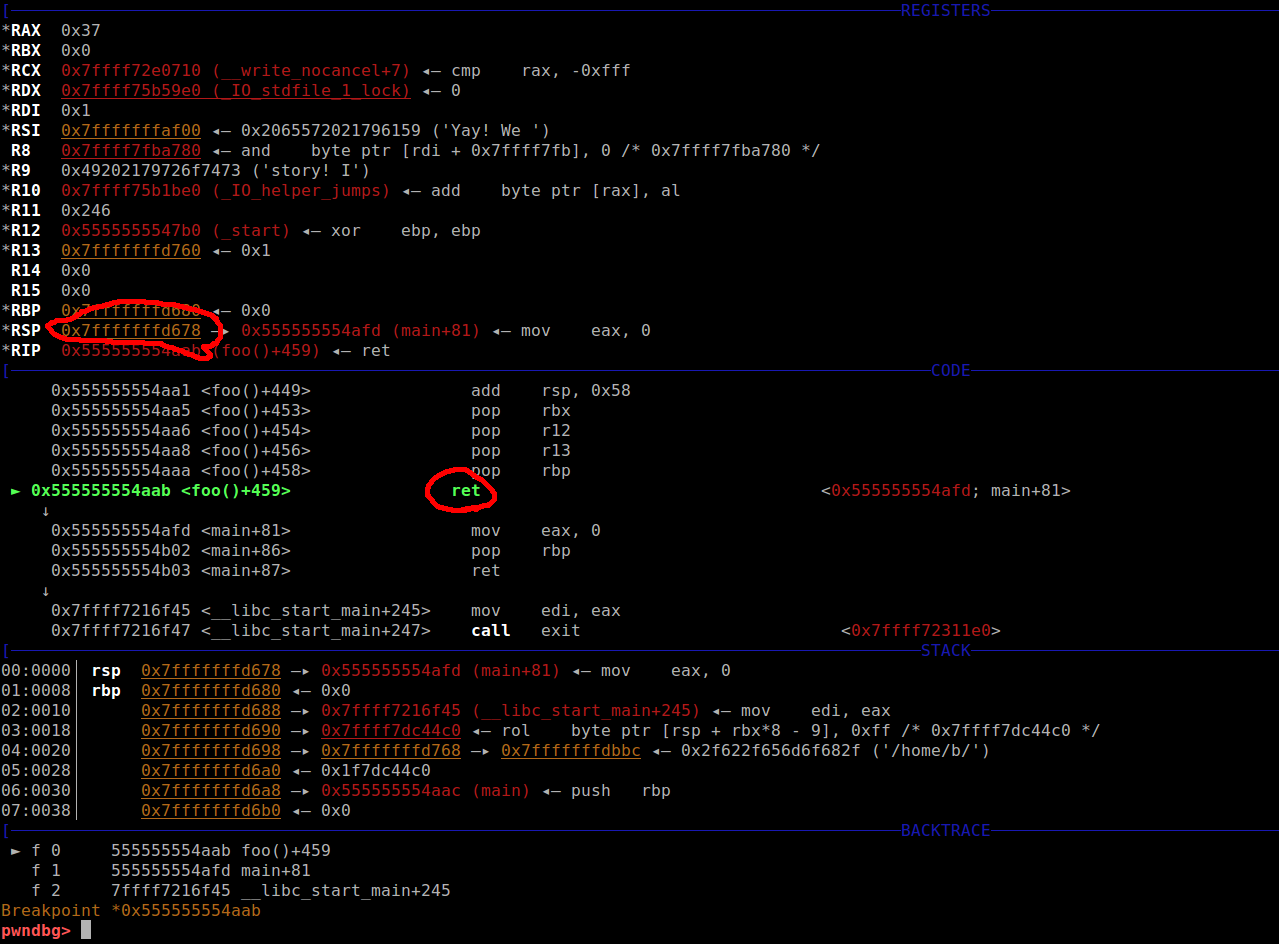 [─REGISTERS─
*RAX  0x37
*RBX  0x0
*RCX  0x7ffff72e0710 (__write_nocancel+7) ◂— cmp    rax, -0xfff
*RDX  0x7ffff75b59e0 (_IO_stdfile_1_lock) ◂— 0
*RDI  0x1
*RSI  0x7fffffffaf00 ◂— 0x2065572021796159 ('Yay! We ')
 R8   0x7ffff7fba780 ◂— and    byte ptr [rdi + 0x7ffff7fb], 0 /* 0x7ffff7fba780 */
*R9   0x49202179726f7473 ('story! I')
*R10  0x7ffff75b1be0 (_IO_helper_jumps) ◂— add    byte ptr [rax], al
*R11  0x246
*R12  0x5555555547b0 (_start) ◂— xor    ebp, ebp
*R13  0x7fffffffd760 ◂— 0x1
 R14  0x0
 R15  0x0
*RBP  0x7fffffffd680 ◂— 0x0
*RSP  0x7fffffffd678 —▸ 0x555555554afd (main+81) ◂— mov    eax, 0
*RIP  0x555555554aab (foo()+459) ◂— ret
[─CODE─
0x555555554aa1 <foo()+449>    add    rsp, 0x58
0x555555554aa5 <foo()+453>    pop    rbx
0x555555554aa6 <foo()+454>    pop    r12
0x555555554aa8 <foo()+456>    pop    r13
0x555555554aaa <foo()+458>    pop    rbp
► 0x555555554aab <foo()+459>    ret    <0x555555554afd; main+81>
↓
0x555555554afd <main+81>    mov    eax, 0
0x555555554b02 <main+86>    pop    rbp
0x555555554b03 <main+87>    ret
↓
0x7ffff7216f45 <__libc_start_main+245>    mov    edi, eax
0x7ffff7216f47 <__libc_start_main+247>    call   exit    <0x7ffff72311e0>
[─STACK─
00:0000│ rsp  0x7fffffffd678 —▸ 0x555555554afd (main+81) ◂— mov    eax, 0
01:0008│ rbp  0x7fffffffd680 ◂— 0x0
02:0010│      0x7fffffffd688 —▸ 0x7ffff7216f45 (__libc_start_main+245) ◂— mov    edi, eax
03:0018│      0x7fffffffd690 —▸ 0x7ffff7dc44c0 ◂— rol    byte ptr [rsp + rbx*8 - 9], 0xff /* 0x7ffff7dc44c0 */
04:0020│      0x7fffffffd698 —▸ 0x7fffffffd768 —▸ 0x7fffffffdbbc ◂— 0x2f622f656d6f682f ('/home/b/')
05:0028│      0x7fffffffd6a0 ◂— 0x1f7dc44c0
06:0030│      0x7fffffffd6a8 —▸ 0x555555554aac (main) ◂— push   rbp
07:0038│      0x7fffffffd6b0 ◂— 0x0
[─BACKTRACE─
► f 0     555555554aab foo()+459
f 1     555555554afd main+81
f 2     7ffff7216f45 __libc_start_main+245
Breakpoint *0x555555554aab
pwndbg>